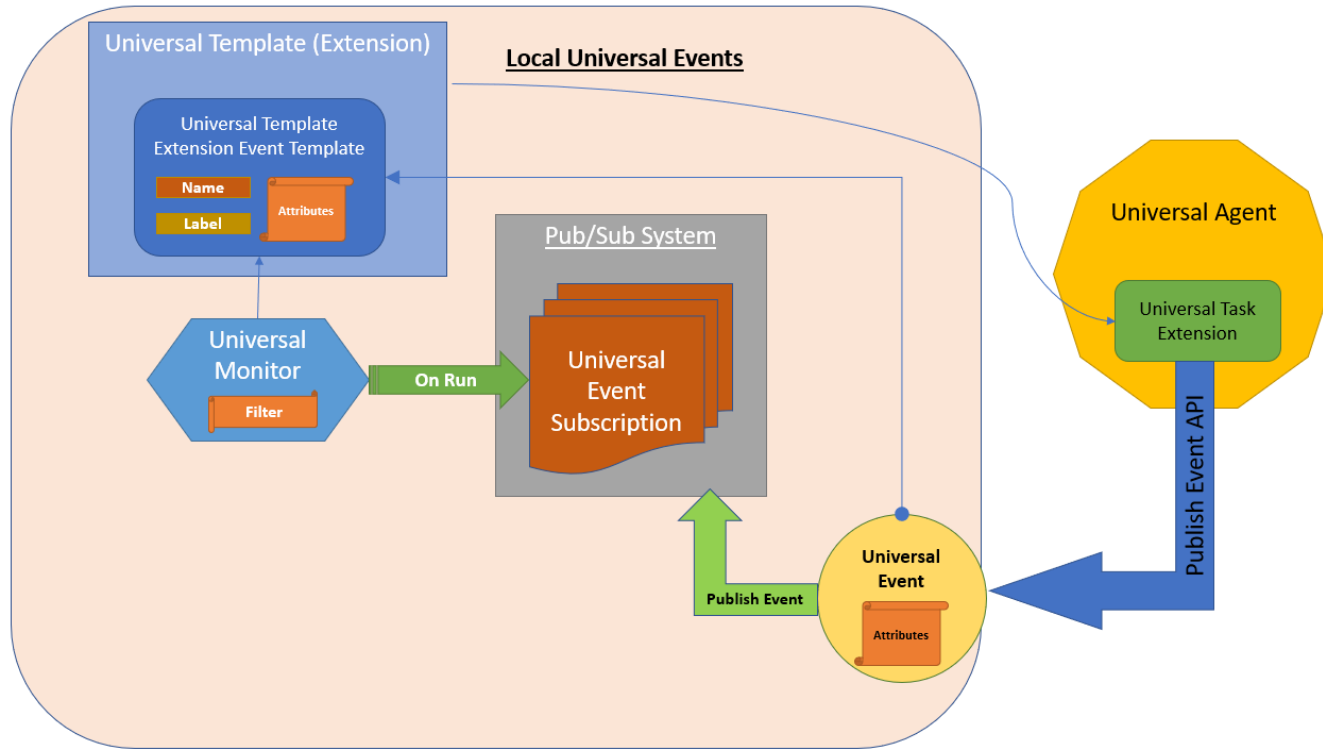 Universal Template (Extension)
Local Universal Events
Universal Template
Extension Event Template
Name
Label
Attributes
Pub/Sub System
Universal Agent
Universal Task
Extension
Universal
Monitor
Filter
On Run
Universal
Event
Subscription
Publish Event API
Universal
Event
Attributes
Publish Event